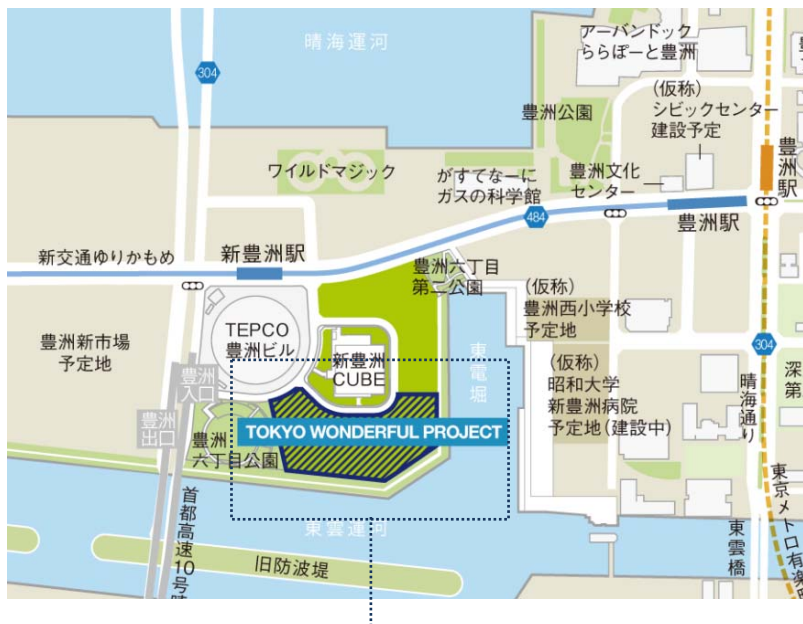 晴海運河
304
アーバンドック
ららぽーと豊洲
(仮称)
シビックセンター
建設予定
豊洲公園
豊洲駅
ワイルドマジック
がすてなーに
ガスの科学館
豊洲文化
センター
484
豊洲駅
新交通ゆりかもめ
新豊洲駅
豊洲六丁目
第二公園
(仮称)
豊洲西小学校
予定地
豊洲新市場
予定地
TEPCO
豊洲ビル
新豊洲
CUBE
東電堀
304
(仮称)
昭和大学
新豊洲病院
予定地(建設中)
晴海通り
深
第
豊洲
入口
豊洲
出口
豊洲
六丁目公園
TOKYO WONDERFUL PROJECT
首都高速10号
東雲運河
旧防波堤
東雲橋
東京メトロ有楽